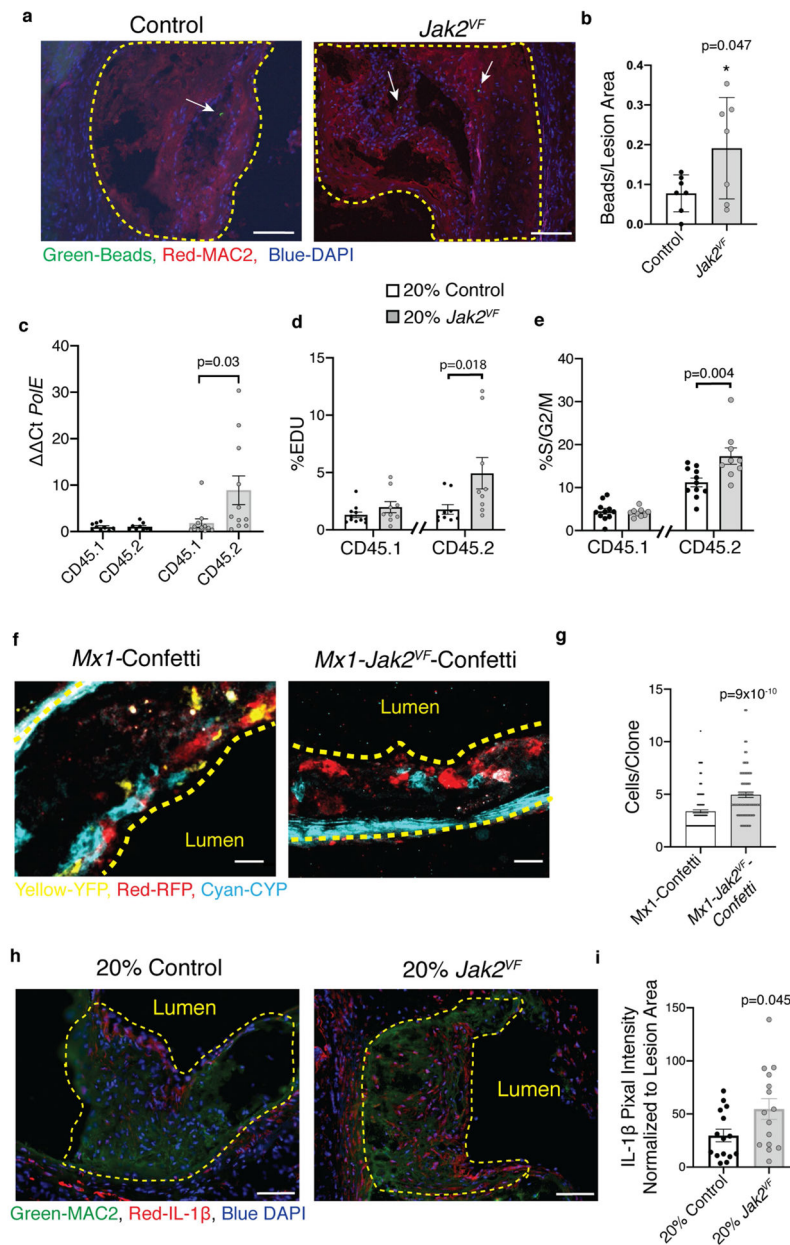 a
Control
Jak2VF
Green-Beads, Red-MAC2, Blue-DAPI
b
p=0.047
*
Beads/Lesion Area
0.4
0.3
0.2
0.1
0.0
Control
Jak2VF
20% Control
20% Jak2VF
c
ΔΔCt PolE
40
30
20
10
0
p=0.03
CD45.1
CD45.2
CD45.1
CD45.2
d
%EDU
15
10
5
0
p=0.018
CD45.1
CD45.2
e
%S/G2/M
40
30
20
10
0
p=0.004
CD45.1
CD45.2
f
Mx1-Confetti
Mx1-Jak2VF-Confetti
Lumen
Lumen
Yellow-YFP, Red-RFP, Cyan-CYP
g
p=9x10-10
Cells/Clone
15
10
5
0
Mx1-Confetti
Mx1-Jak2VF-
Confetti
h
20% Control
20% Jak2VF
Lumen
Lumen
Green-MAC2, Red-IL-1β, Blue DAPI
i
p=0.045
IL-1β Pixal Intensity
Normalized to Lesion Area
150
100
50
0
20% Control
20% Jak2VF